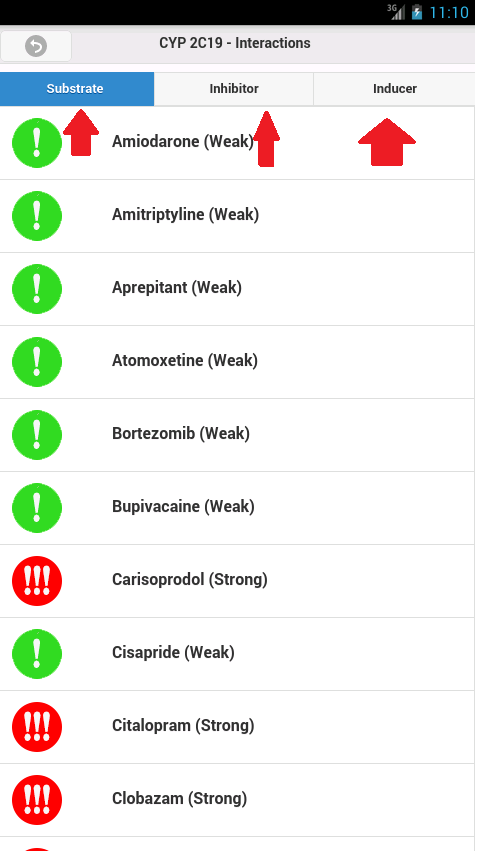 3G 11:10
CYP 2C19 - Interactions
Substrate Inhibitor Inducer
Amiodarone (Weak)
Amitriptyline (Weak)
Aprepitant (Weak)
Atomoxetine (Weak)
Bortezomib (Weak)
Bupivacaine (Weak)
Carisoprodol (Strong)
Cisapride (Weak)
Citalopram (Strong)
Clobazam (Strong)